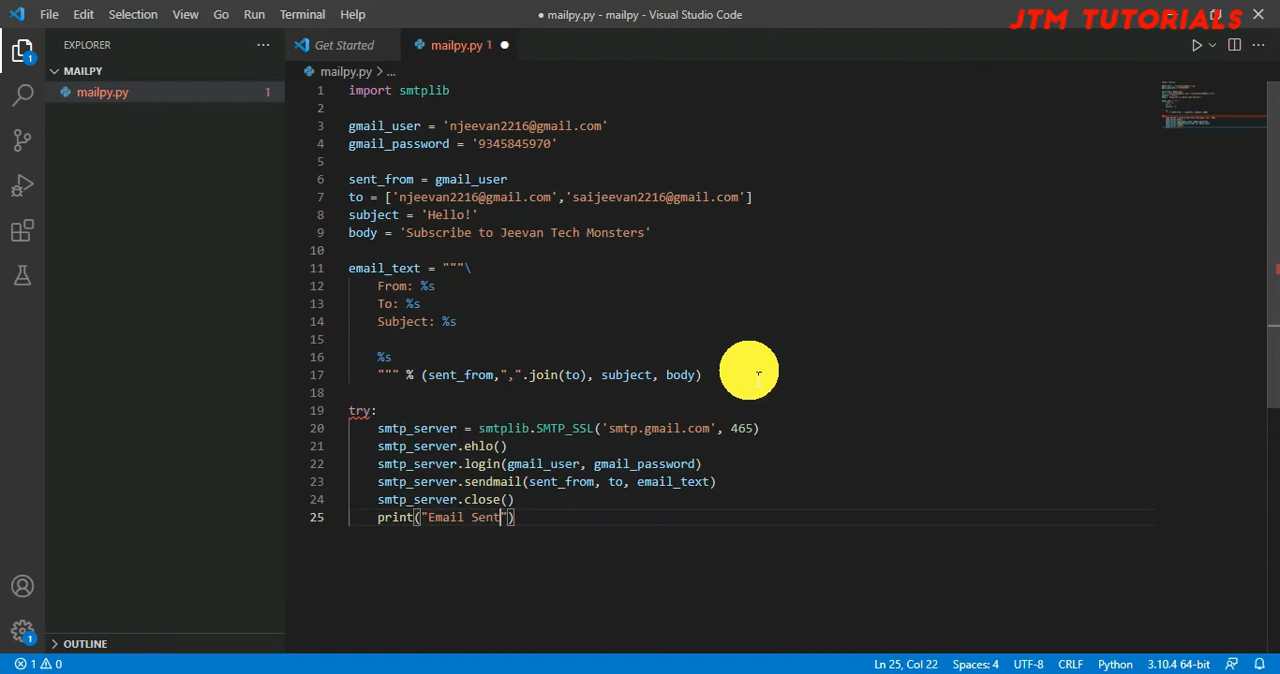 File Edit Selection View Go Run Terminal Help
● mailpy.py - mailpy - Visual Studio Code
JTM TUTORIALS
EXPLORER
Get Started
mailpy.py 1
MAILPY
mailpy.py > ...
mailpy.py 1
1 import smtplib
2
3 gmail_user = 'njeevan2216@gmail.com'
4 gmail_password = '9345845970'
5
6 sent_from = gmail_user
7 to = ['njeevan2216@gmail.com','saijeevan2216@gmail.com']
8 subject = 'Hello!'
9 body = 'Subscribe to Jeevan Tech Monsters'
10
11 email_text = """\
12 From: %s
13 To: %s
14 Subject: %s
15
16 %s
17 """ % (sent_from,",".join(to), subject, body)
18
19 try:
20 smtp_server = smtplib.SMTP_SSL('smtp.gmail.com', 465)
21 smtp_server.ehlo()
22 smtp_server.login(gmail_user, gmail_password)
23 smtp_server.sendmail(sent_from, to, email_text)
24 smtp_server.close()
25 print("Email Sent")
1
1
OUTLINE
1 0
Ln 25, Col 22 Spaces: 4 UTF-8 CRLF Python 3.10.4 64-bit